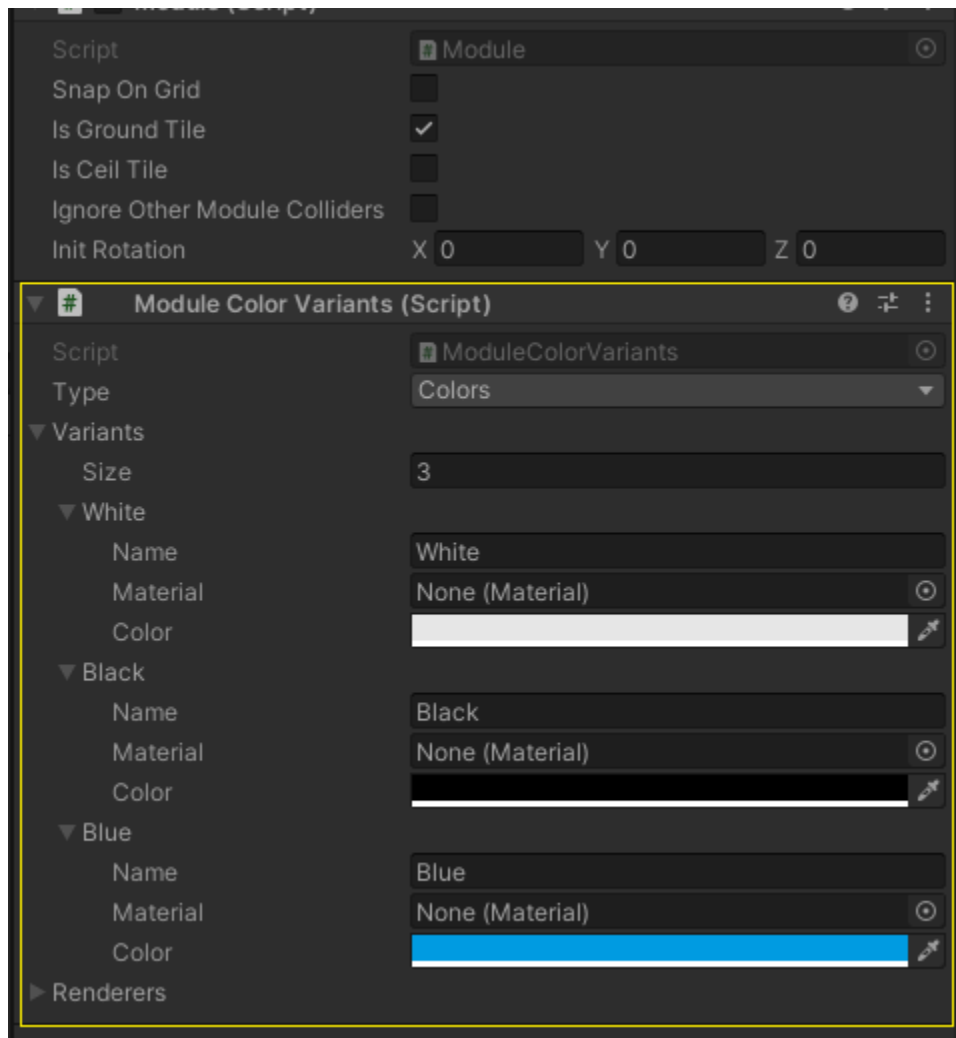 Module (Script)
Script Module
Snap On Grid
Is Ground Tile
Is Ceil Tile
Ignore Other Module Colliders
Init Rotation X 0 Y 0 Z 0
# Module Color Variants (Script)
Script # ModuleColorVariants
Type Colors
Variants
Size 3
White
Name White
Material None (Material)
Color
Black
Name Black
Material None (Material)
Color
Blue
Name Blue
Material None (Material)
Color
Renderers